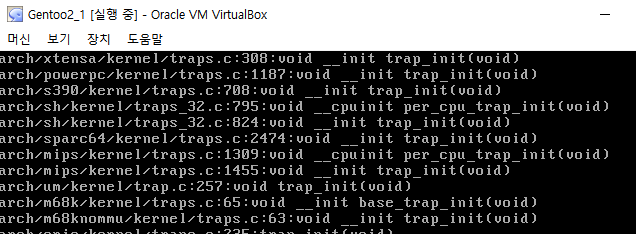 Gentoo2_1 [실행 중] - Oracle VM VirtualBox
머신 보기 장치 도움말
arch/xtensa/kernel/traps.c:308:void __init trap_init(void)
arch/powerpc/kernel/traps.c:1187:void __init trap_init(void)
arch/s390/kernel/traps.c:708:void __init trap_init(void)
arch/sh/kernel/traps_32.c:795:void __cpuinit per_cpu_trap_init(void)
arch/sh/kernel/traps_32.c:824:void __init trap_init(void)
arch/sparc64/kernel/traps.c:2474:void __init trap_init(void)
arch/mips/kernel/traps.c:1309:void __cpuinit per_cpu_trap_init(void)
arch/mips/kernel/traps.c:1455:void __init trap_init(void)
arch/um/kernel/trap.c:257:void trap_init(void)
arch/m68k/kernel/traps.c:65:void __init base_trap_init(void)
arch/m68knommu/kernel/traps.c:63:void __init trap_init(void)